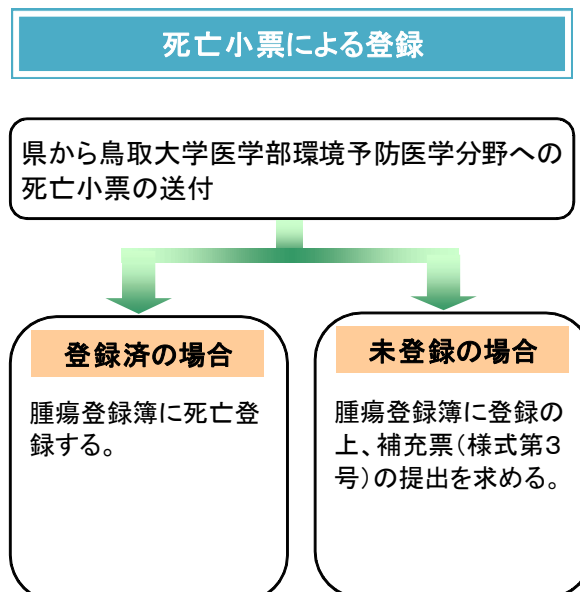 死亡小票による登録
県から鳥取大学医学部環境予防医学分野への
死亡小票の送付
登録済の場合
腫瘍登録簿に死亡登
録する。
未登録の場合
腫瘍登録簿に登録の
上、補充票(様式第3
号)の提出を求める。